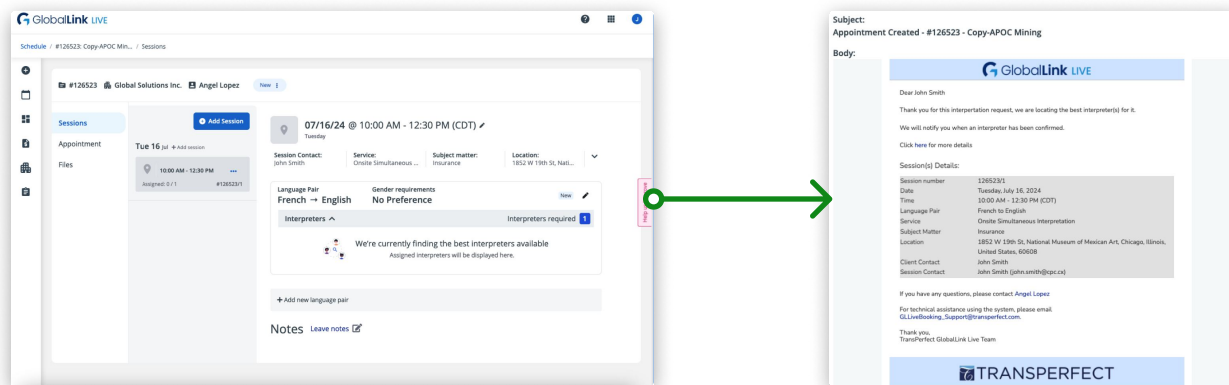 GlobalLink LIVE
J
Schedule / #126523: Copy-APOC Min... / Sessions
#126523 Global Solutions Inc. Angel Lopez New
Sessions
Appointment
Files
Add Session
Tue 16 Jul + Add session
10:00 AM - 12:30 PM
Assigned: 0 / 1 #126523/1
07/16/24 @ 10:00 AM - 12:30 PM (CDT)
Tuesday
Session Contact: Service: Subject matter: Location:
John Smith Onsite Simultaneous ... Insurance 1852 W 19th St, Nati...
Language Pair Gender requirements
French → English No Preference New
Interpreters Interpreters required 1
We're currently finding the best interpreters available
Assigned interpreters will be displayed here.
+ Add new language pair
Notes Leave notes
Subject:
Appointment Created - #126523 - Copy-APOC Mining
Body:
GlobalLink LIVE
Dear John Smith
Thank you for this interpertation request, we are locating the best interpreter(s) for it.
We will notify you when an interpreter has been confirmed.
Click here for more details
Session(s) Details:
Session number 126523/1
Date Tuesday, July 16, 2024
Time 10:00 AM - 12:30 PM (CDT)
Language Pair French to English
Service Onsite Simultaneous Interpretation
Subject Matter Insurance
Location 1852 W 19th St, National Museum of Mexican Art, Chicago, Illinois,
United States, 60608
Client Contact John Smith
Session Contact John Smith (john.smith@cpc.cx)
If you have any questions, please contact Angel Lopez
For technical assistance using the system, please email
GLLiveBooking_Support@transperfect.com.
Thank you,
TransPerfect GlobalLink Live Team
TRANSPERFECT